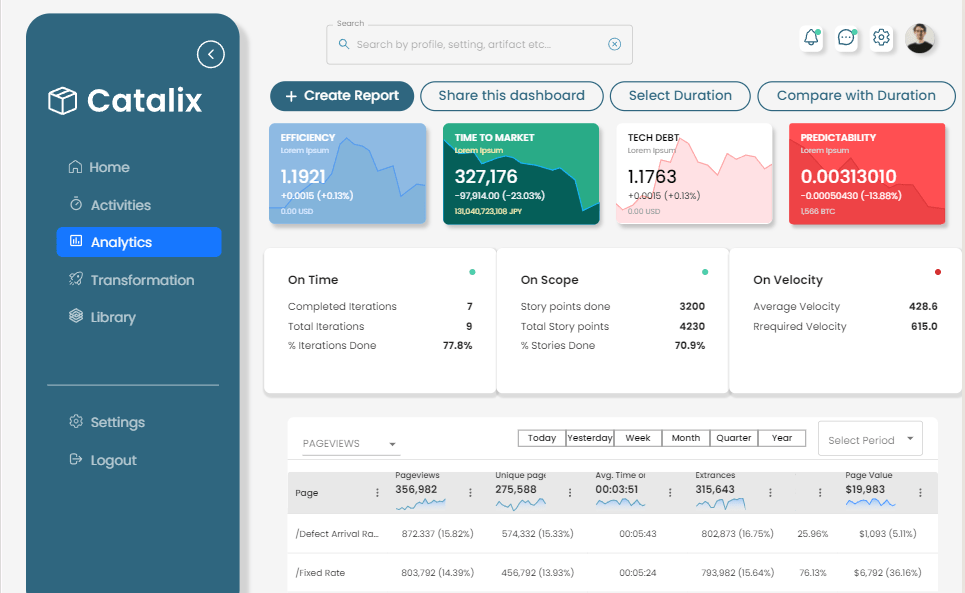 Search
Search by profile, setting, artifact etc...
Catalix
Home
Activities
Analytics
Transformation
Library
Settings
Logout
+ Create Report
Share this dashboard
Select Duration
Compare with Duration
EFFICIENCY
Lorem Ipsum
1.1921
+0.0015 (+0.13%)
0.00 USD
TIME TO MARKET
Lorem Ipsum
327,176
-97,914.00 (-23.03%)
131,040,723,108 JPY
TECH DEBT
Lorem Ipsum
1.1763
+0.0015 (+0.13%)
0.00 USD
PREDICTABILITY
Lorem Ipsum
0.00313010
-0.00050430 (-13.88%)
1,566 BTC
On Time
Completed Iterations 7
Total Iterations 9
% Iterations Done 77.8%
On Scope
Story points done 3200
Total Story points 4230
% Stories Done 70.9%
On Velocity
Average Velocity 428.6
Rrequired Velocity 615.0
PAGEVIEWS
Today Yesterday Week Month Quarter Year
Select Period
Pageviews Unique page Avg. Time o Extrances Page Value
Page 356,982 275,588 00:03:51 315,643 $19,983
/Defect Arrival Ra... 872.337 (15.82%) 574,332 (15.33%) 00:05:43 802,873 (16.75%) 25.96% $1,093 (5.11%)
/Fixed Rate 803,792 (14.39%) 456,792 (13.93%) 00:05:24 793,982 (15.64%) 76.13% $6,792 (36.16%)